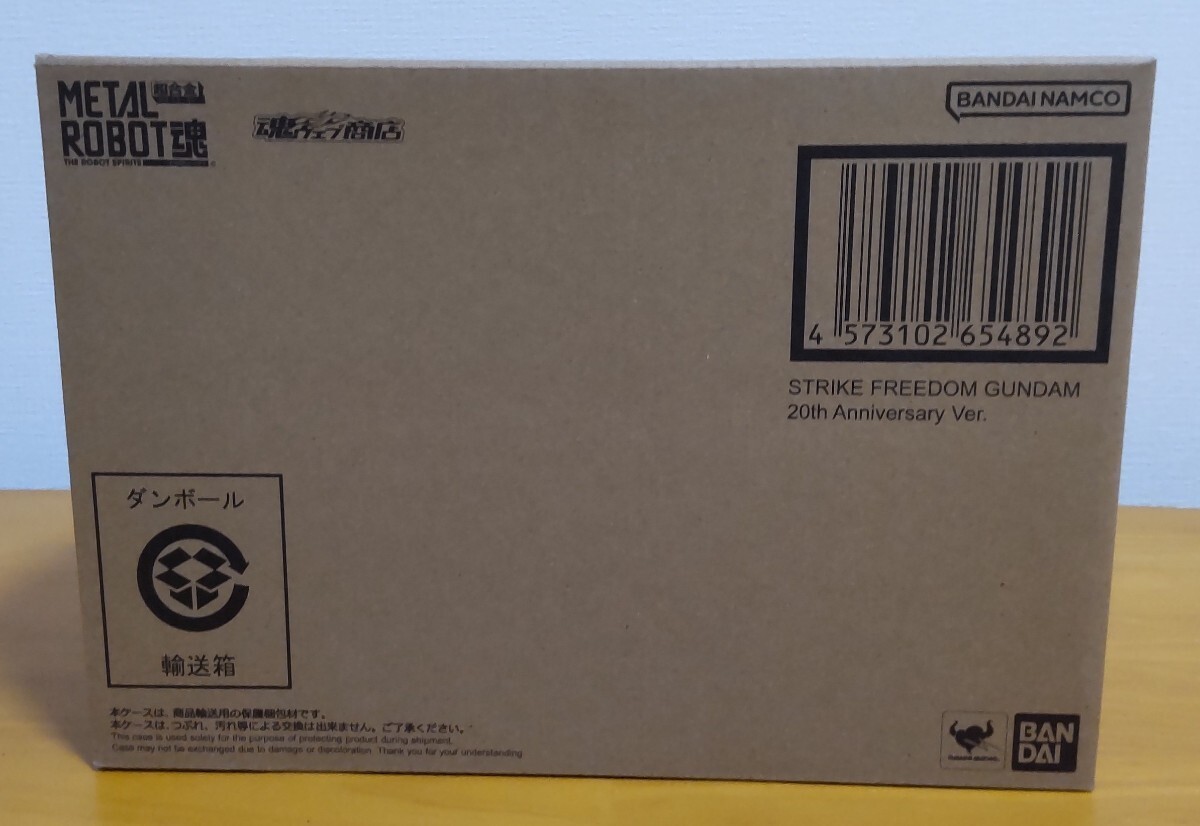 METAL
超合金
ROBOT魂
THE ROBOT SPIRITS
魂ウェブ商店
BANDAI NAMCO
4 573102 654892
STRIKE FREEDOM GUNDAM
20th Anniversary Ver.
ダンボール
輸送箱
本ケースは、商品輸送用の保護梱包材です。
本ケースは、つぶれ、汚れ等による交換は出来ません。ご了承ください。
This case is used solely for the purpose of protecting product during shipment.
Case may not be exchanged due to damage or discoloration. Thank you for your understanding
BAN
DAI